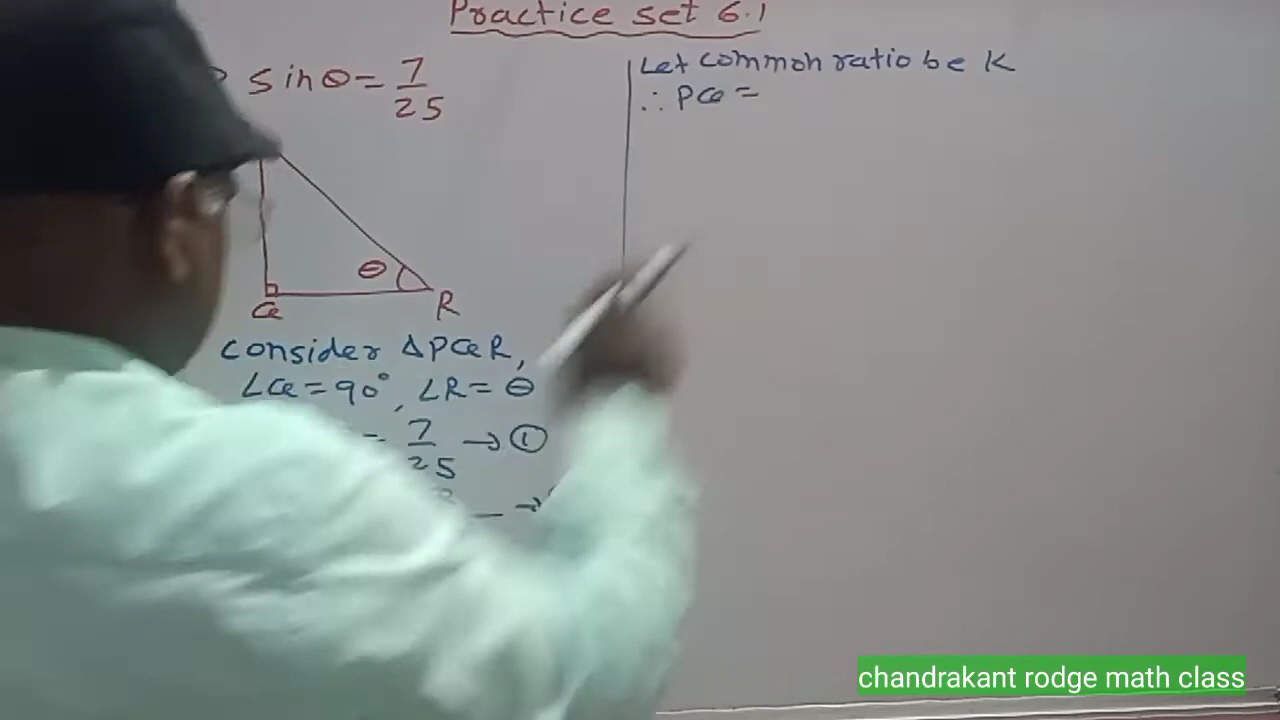 Practice set 6.1
sinθ = 7/25
θ
Q
R
consider ΔPQR,
∠Q = 90°, ∠R = θ
= 7/25 → ①
→
Let common ratio be K
∴ PQ =
chandrakant rodge math class